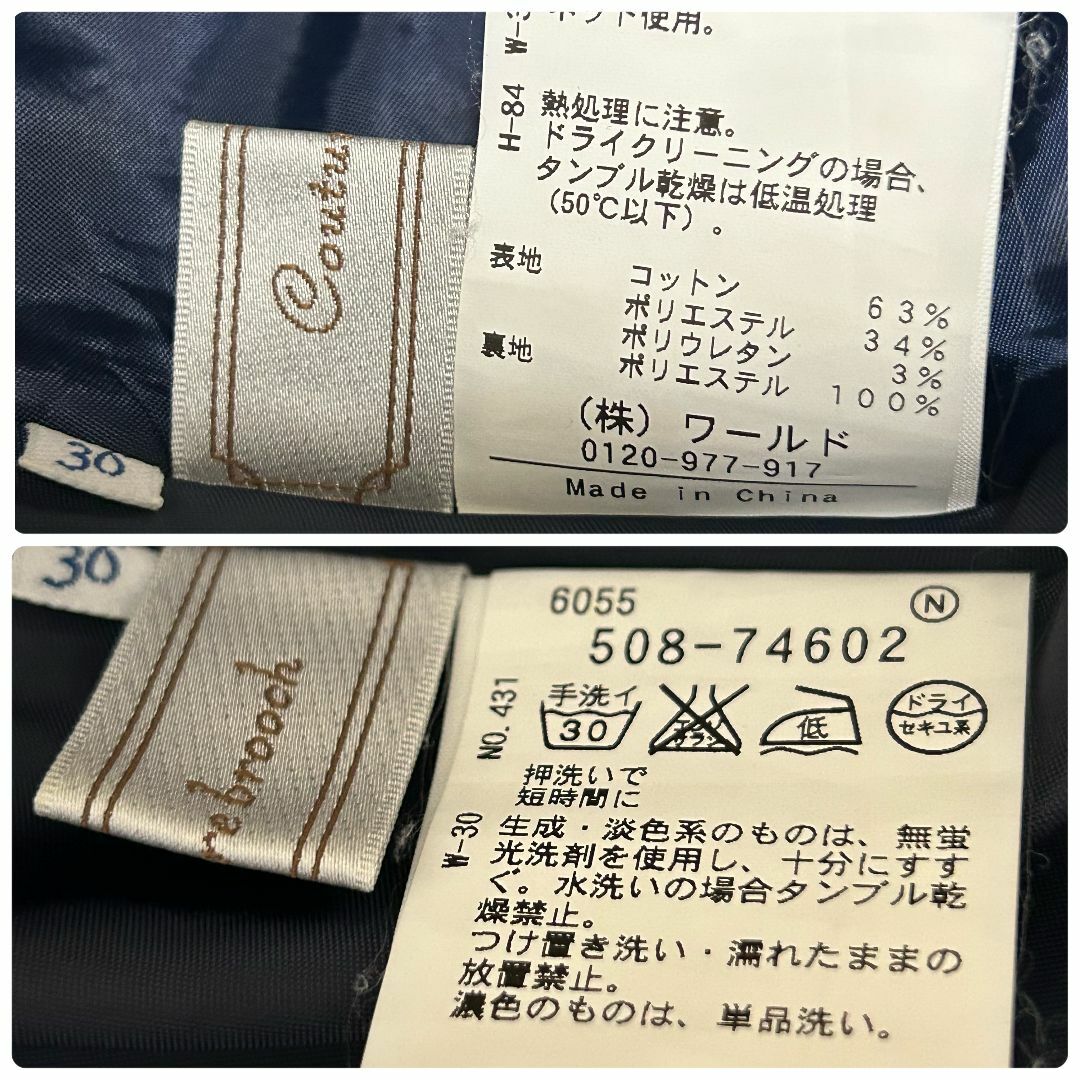 ネット使用。
熱処理に注意。
ドライクリーニングの場合、
タンブル乾燥は低温処理
（50℃以下）。
H-84
表地
コットン 63%
ポリエステル 34%
ポリウレタン 3%
裏地
ポリエステル 100%
（株）ワールド
0120-977-917
Made in China
Coutu
30
30
brooch
6055
N
508-74602
NO.431
手洗イ
30
低
ドライ
セキユ系
押洗いで
短時間に
W-30
生成・淡色系のものは、無蛍
光洗剤を使用し、十分にすす
ぐ。水洗いの場合タンブル乾
燥禁止。
つけ置き洗い・濡れたままの
放置禁止。
濃色のものは、単品洗い。